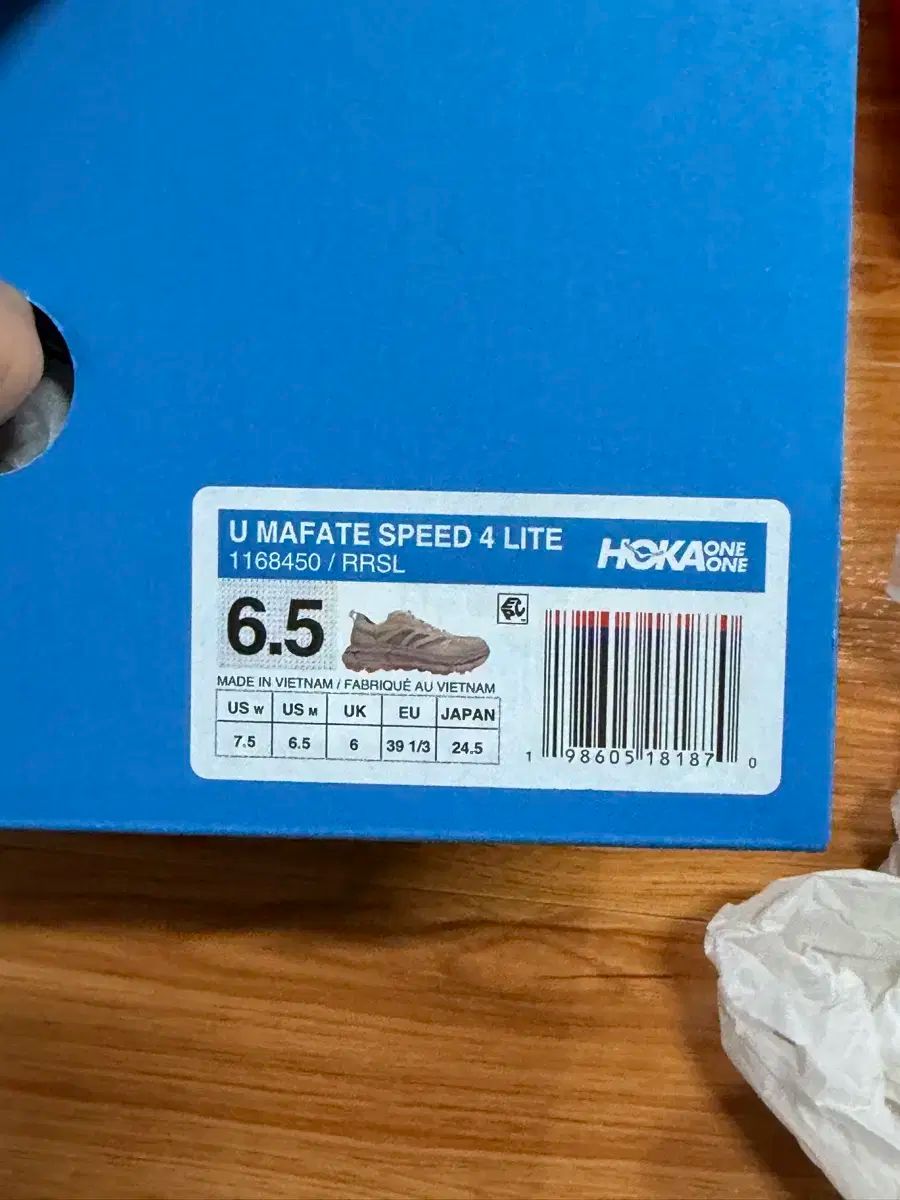 U MAFATE SPEED 4 LITE
1168450 / RRSL
HOKA ONE ONE
6.5
MADE IN VIETNAM / FABRIQUÉ AU VIETNAM
US W US M UK EU JAPAN
7.5 6.5 6 39 1/3 24.5
1 98605 18187 0